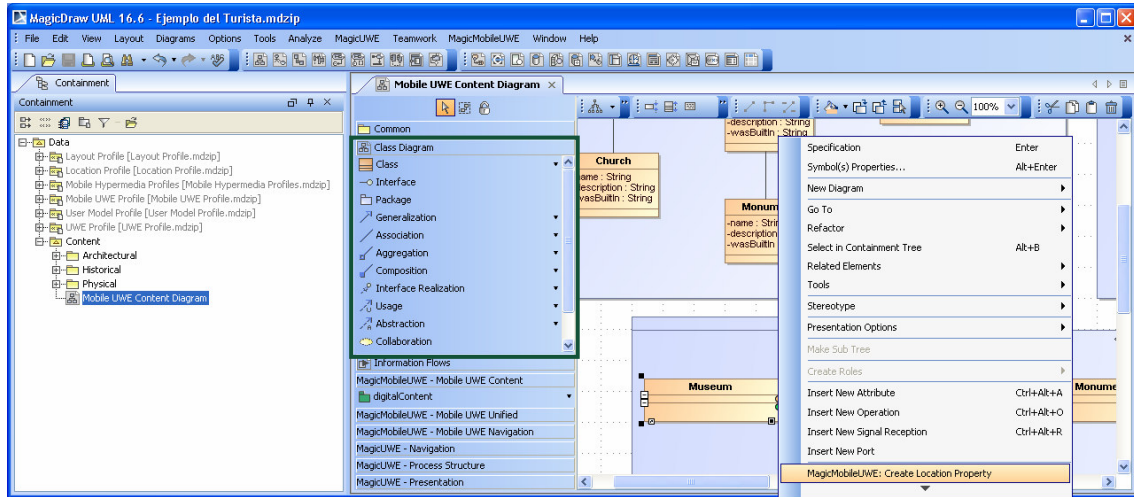 MagicDraw UML 16.6 - Ejemplo del Turista.mdzip
File Edit View Layout Diagrams Options Tools Analyze MagicUWE Teamwork MagicMobileUWE Window Help
Containment
Containment
Data
Layout Profile [Layout Profile.mdzip]
Location Profile [Location Profile.mdzip]
Mobile Hypermedia Profiles [Mobile Hypermedia Profiles.mdzip]
Mobile UWE Profile [Mobile UWE Profile.mdzip]
User Model Profile [User Model Profile.mdzip]
UWE Profile [UWE Profile.mdzip]
Content
Architectural
Historical
Physical
Mobile UWE Content Diagram
Mobile UWE Content Diagram
100%
Common
Class Diagram
Class
Interface
Package
Generalization
Association
Aggregation
Composition
Interface Realization
Usage
Abstraction
Collaboration
Information Flows
MagicMobileUWE - Mobile UWE Content
digitalContent
MagicMobileUWE - Mobile UWE Unified
MagicMobileUWE - Mobile UWE Navigation
MagicUWE - Navigation
MagicUWE - Process Structure
MagicUWE - Presentation
-description : String
-wasBuiltIn : String
Church
ame : String
escription : String
vasBuiltIn : String
Monum
-name : Strin
-description
-wasBuiltIn
Museum
Monume
Specification Enter
Symbol(s) Properties... Alt+Enter
New Diagram
Go To
Refactor
Select in Containment Tree Alt+B
Related Elements
Tools
Stereotype
Presentation Options
Make Sub Tree
Create Roles
Insert New Attribute Ctrl+Alt+A
Insert New Operation Ctrl+Alt+O
Insert New Signal Reception Ctrl+Alt+R
Insert New Port
MagicMobileUWE: Create Location Property